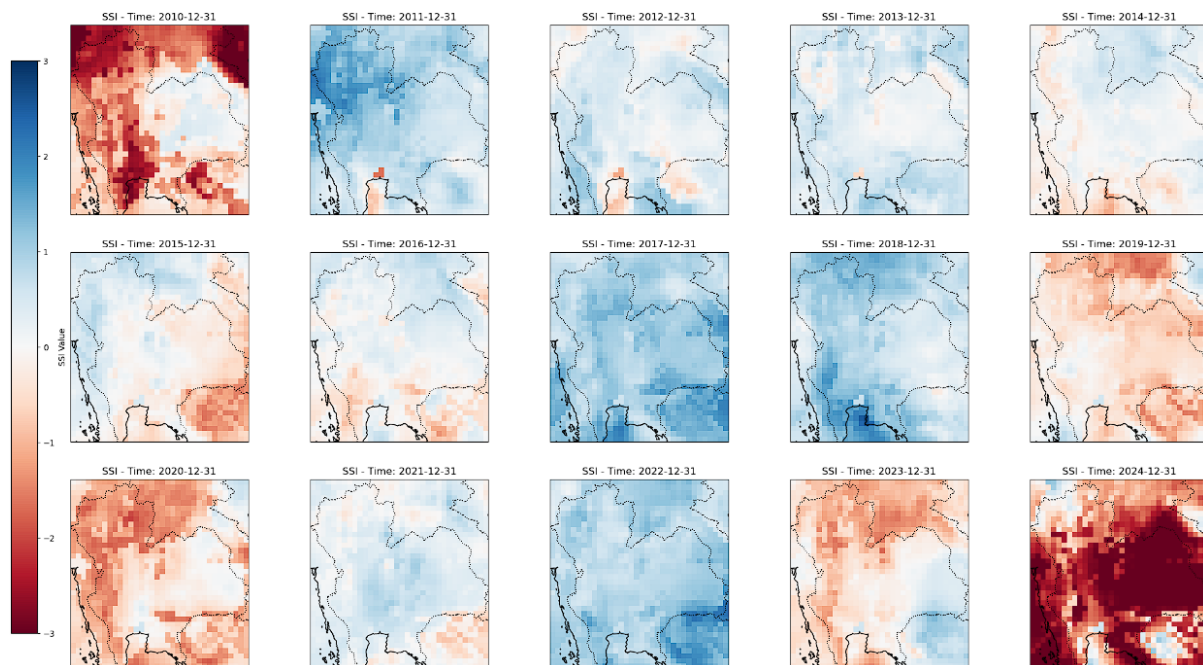 SSI - Time: 2010-12-31
SSI - Time: 2011-12-31
SSI - Time: 2012-12-31
SSI - Time: 2013-12-31
SSI - Time: 2014-12-31
3
2
1
0
−1
−2
−3
SSI Value
SSI - Time: 2015-12-31
SSI - Time: 2016-12-31
SSI - Time: 2017-12-31
SSI - Time: 2018-12-31
SSI - Time: 2019-12-31
SSI - Time: 2020-12-31
SSI - Time: 2021-12-31
SSI - Time: 2022-12-31
SSI - Time: 2023-12-31
SSI - Time: 2024-12-31